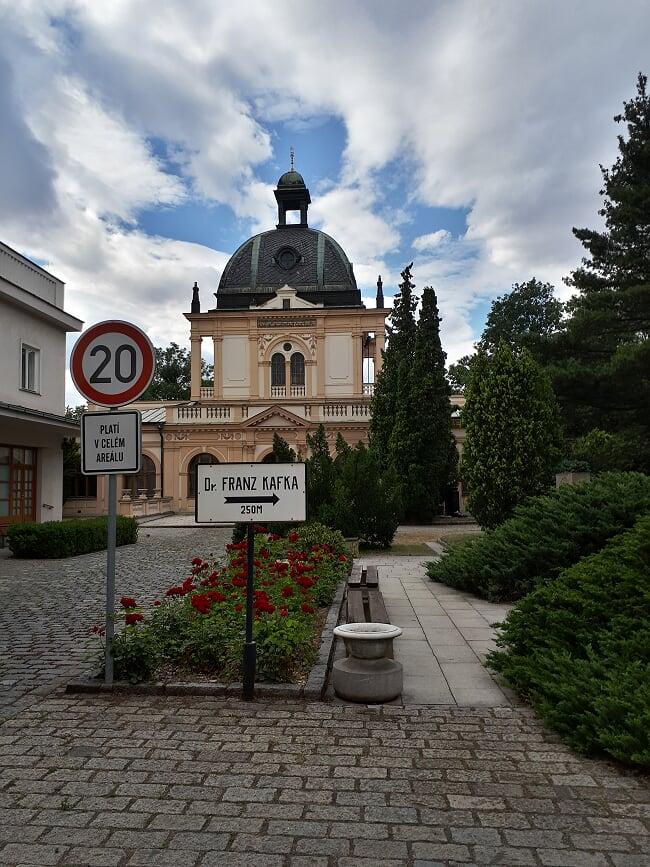 20
PLATÍ
V CELÉM
AREÁLU
Dr. FRANZ KAFKA
250M